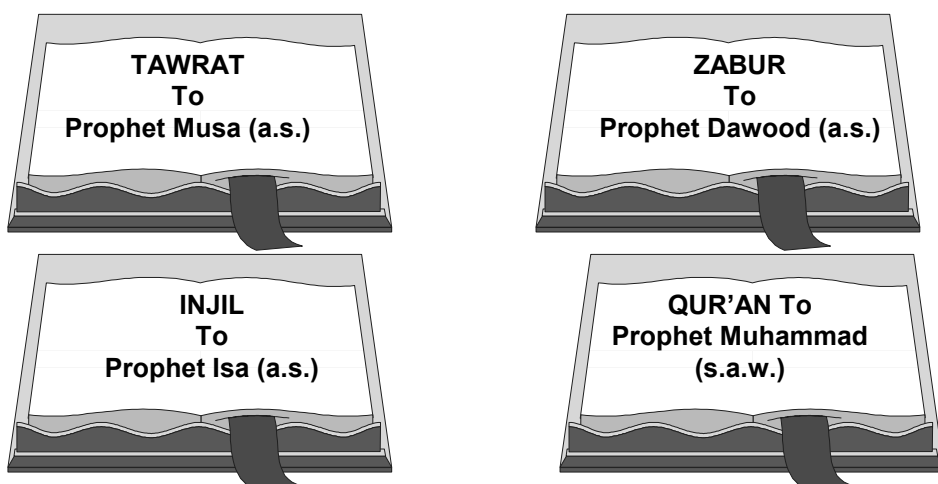 TAWRAT
To
Prophet Musa (a.s.)
ZABUR
To
Prophet Dawood (a.s.)
INJIL
To
Prophet Isa (a.s.)
QUR’AN To
Prophet Muhammad
(s.a.w.)